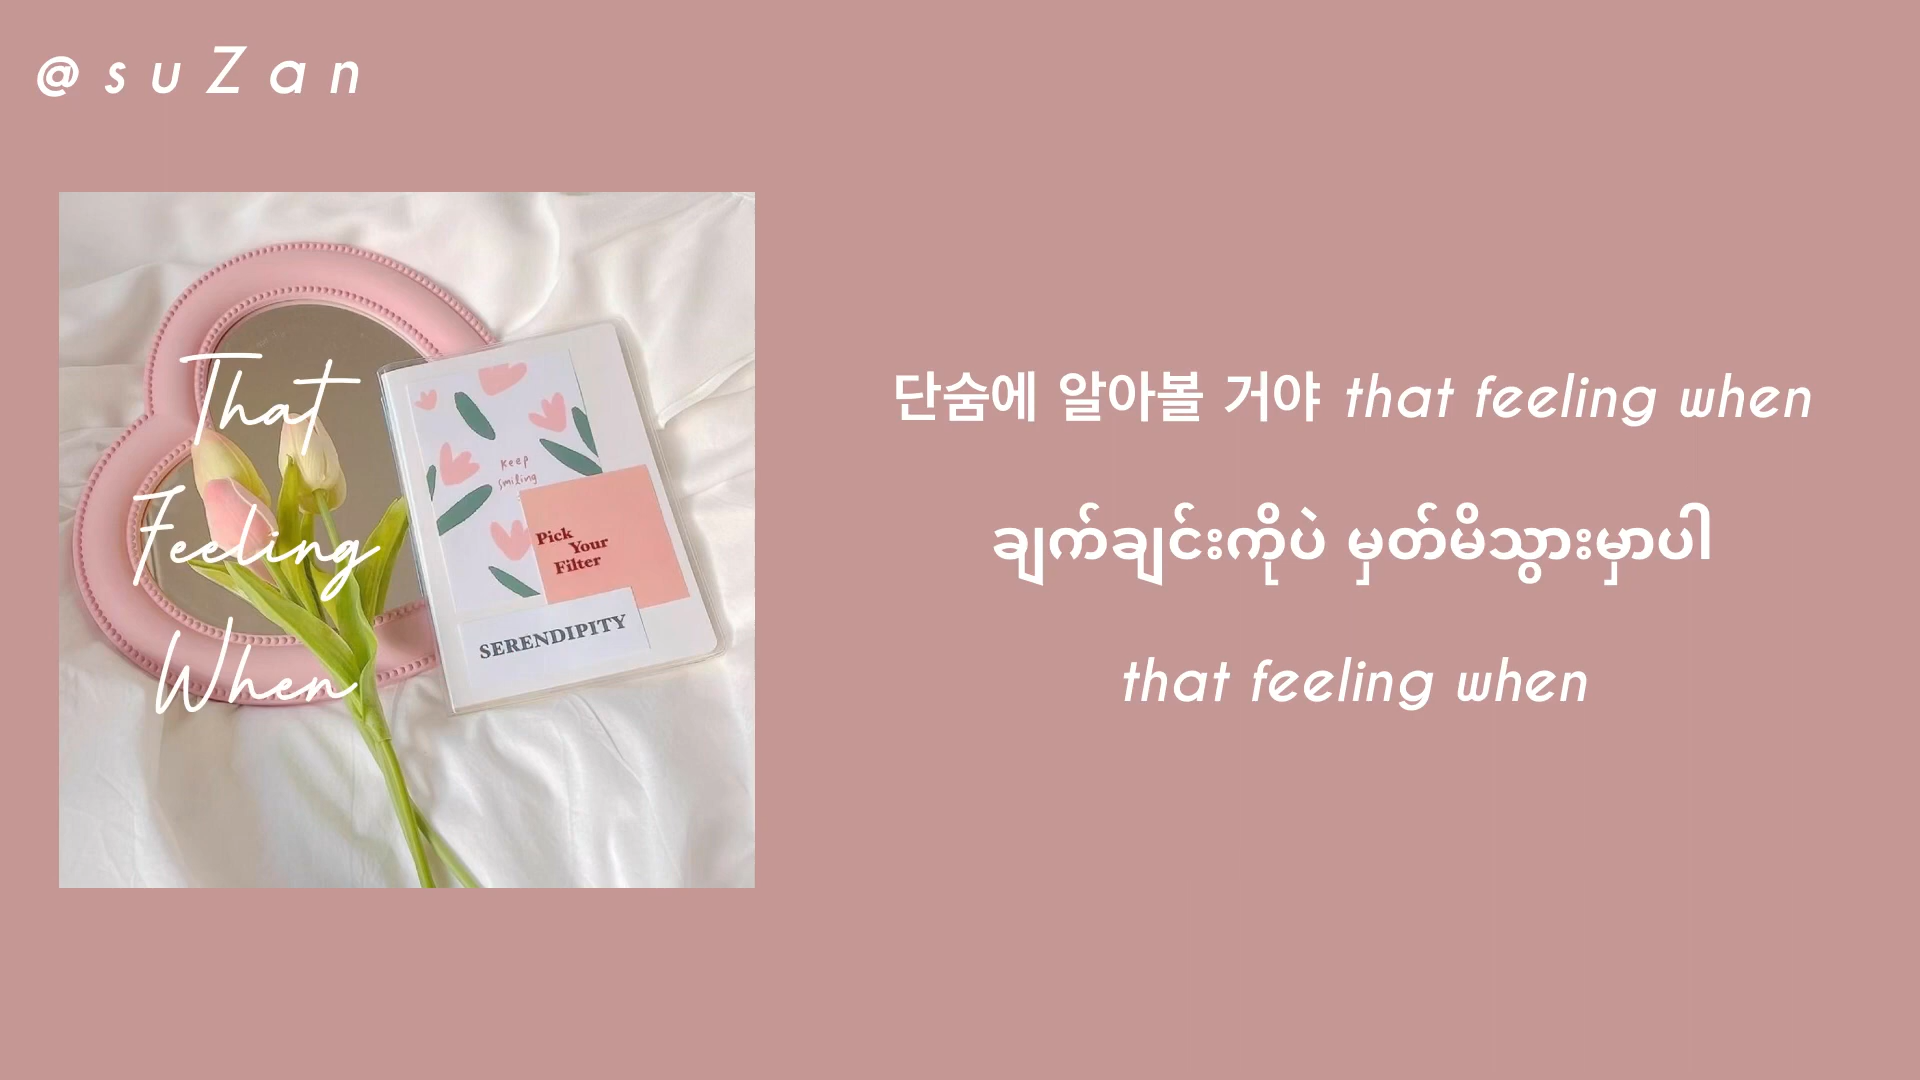 @suZan
That
Feeling
When
keep
smiling
Pick
Your
Filter
SERENDIPITY
단숨에 알아볼 거야 that feeling when
ချက်ချင်းကိုပဲ မှတ်မိသွားမှာပါ
that feeling when